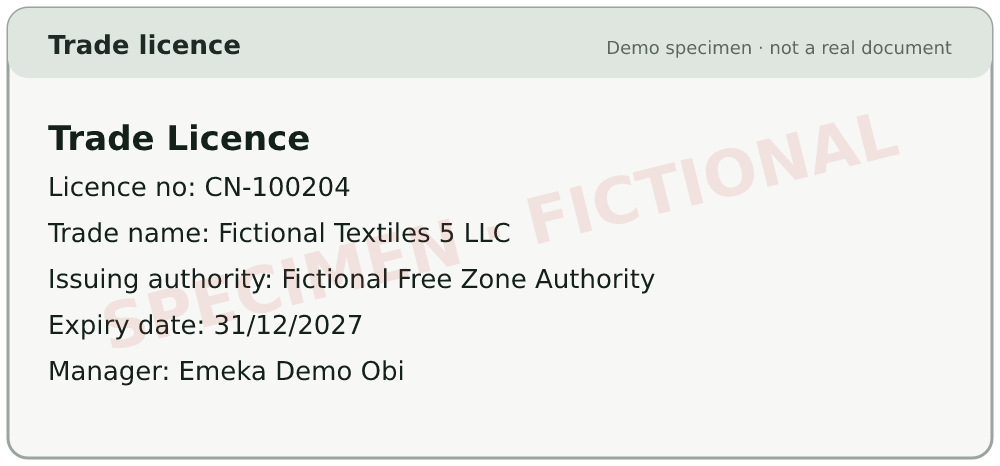 Trade licence
Demo specimen · not a real document
Trade Licence
Licence no: CN-100204
Trade name: Fictional Textiles 5 LLC
Issuing authority: Fictional Free Zone Authority
Expiry date: 31/12/2027
Manager: Emeka Demo Obi
SPECIMEN · FICTIONAL